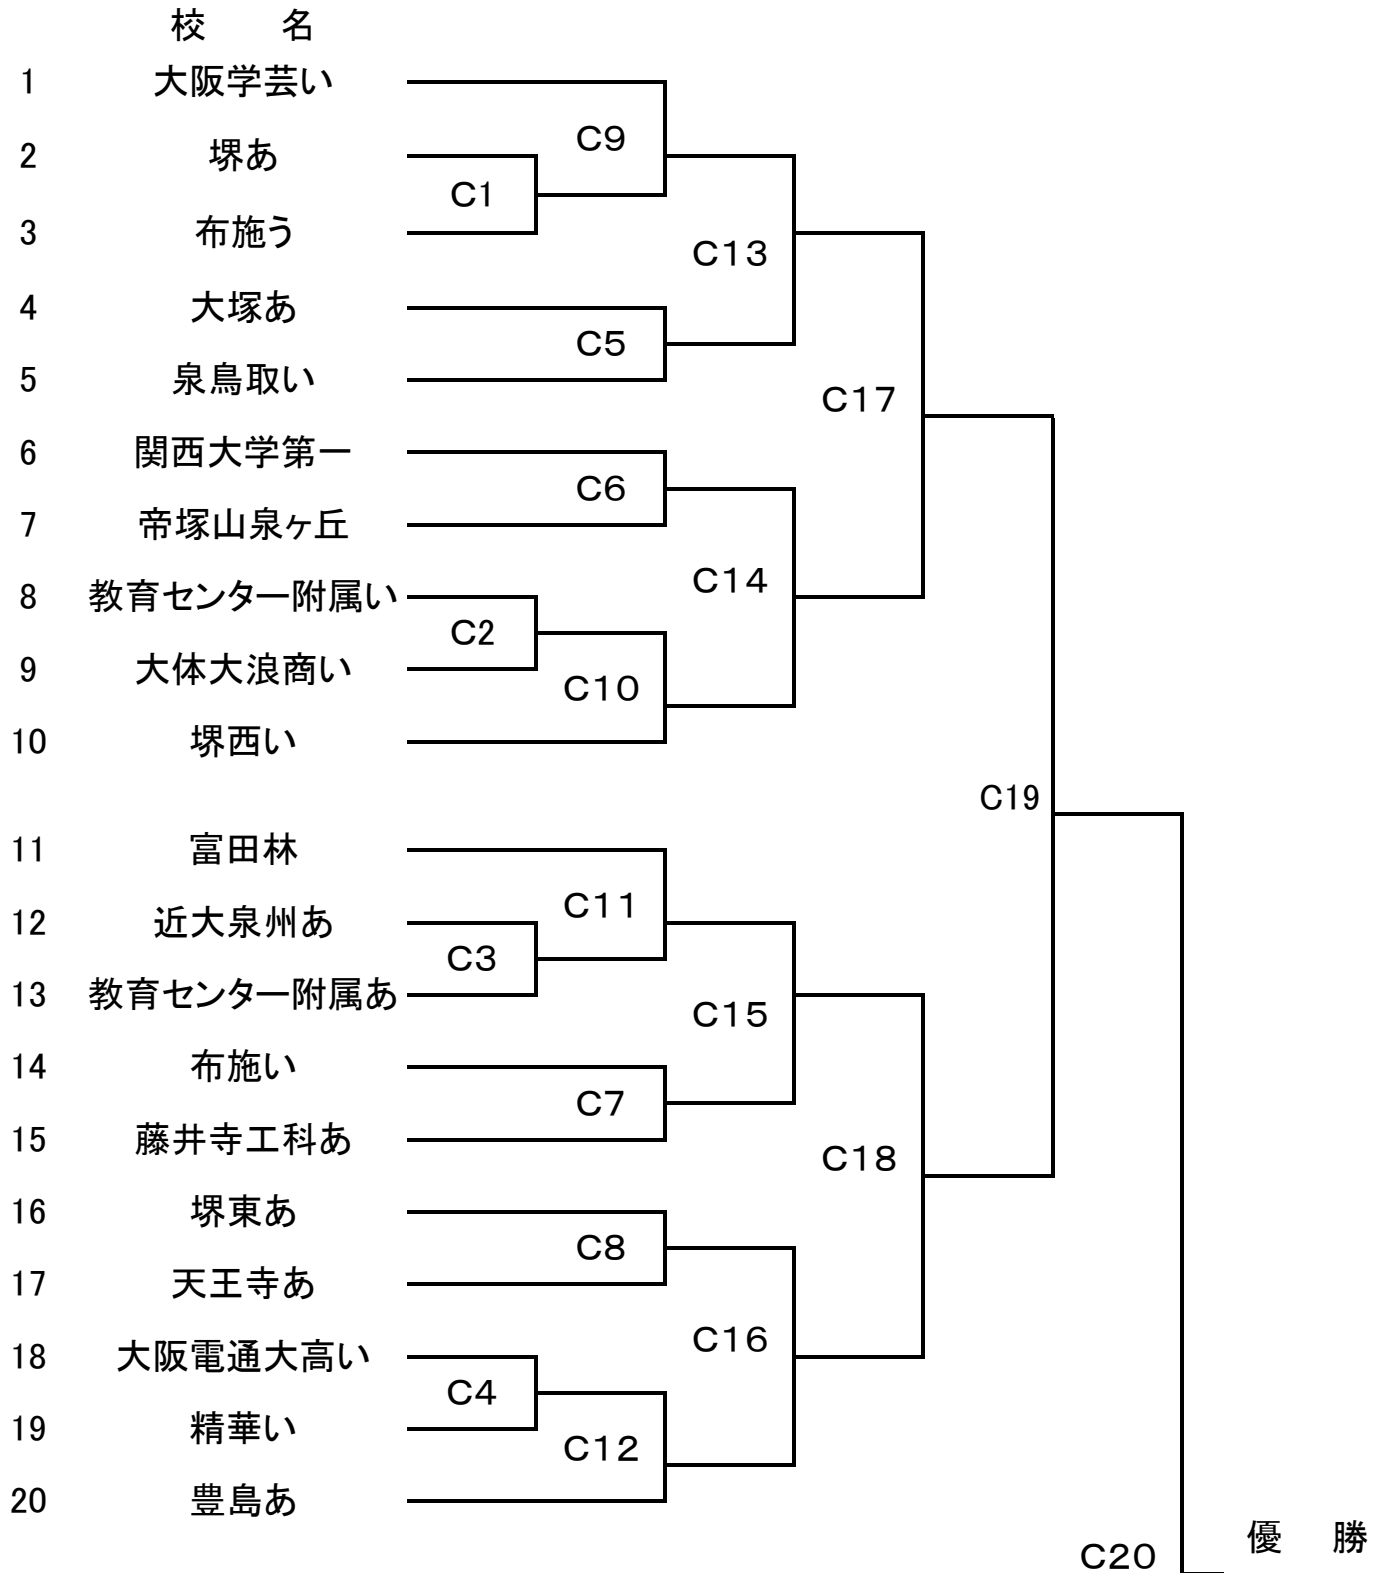 校 名
1 大阪学芸い
C9
2 堺あ
C1
3 布施う
C13
4 大塚あ
C5
5 泉鳥取い
C17
6 関西大学第一
C6
7 帝塚山泉ヶ丘
C14
8 教育センター附属い
C2
9 大体大浪商い
C10
10 堺西い
C19
11 富田林
C11
12 近大泉州あ
C3
13 教育センター附属あ
C15
14 布施い
C7
15 藤井寺工科あ
C18
16 堺東あ
C8
17 天王寺あ
C16
18 大阪電通大高い
C4
19 精華い
C12
20 豊島あ
優 勝
C20